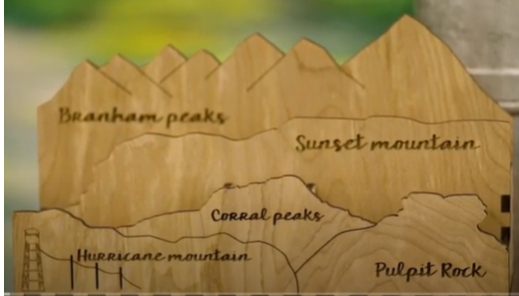 Branham peaks
Sunset mountain
Corral peaks
Hurricane mountain
Pulpit Rock